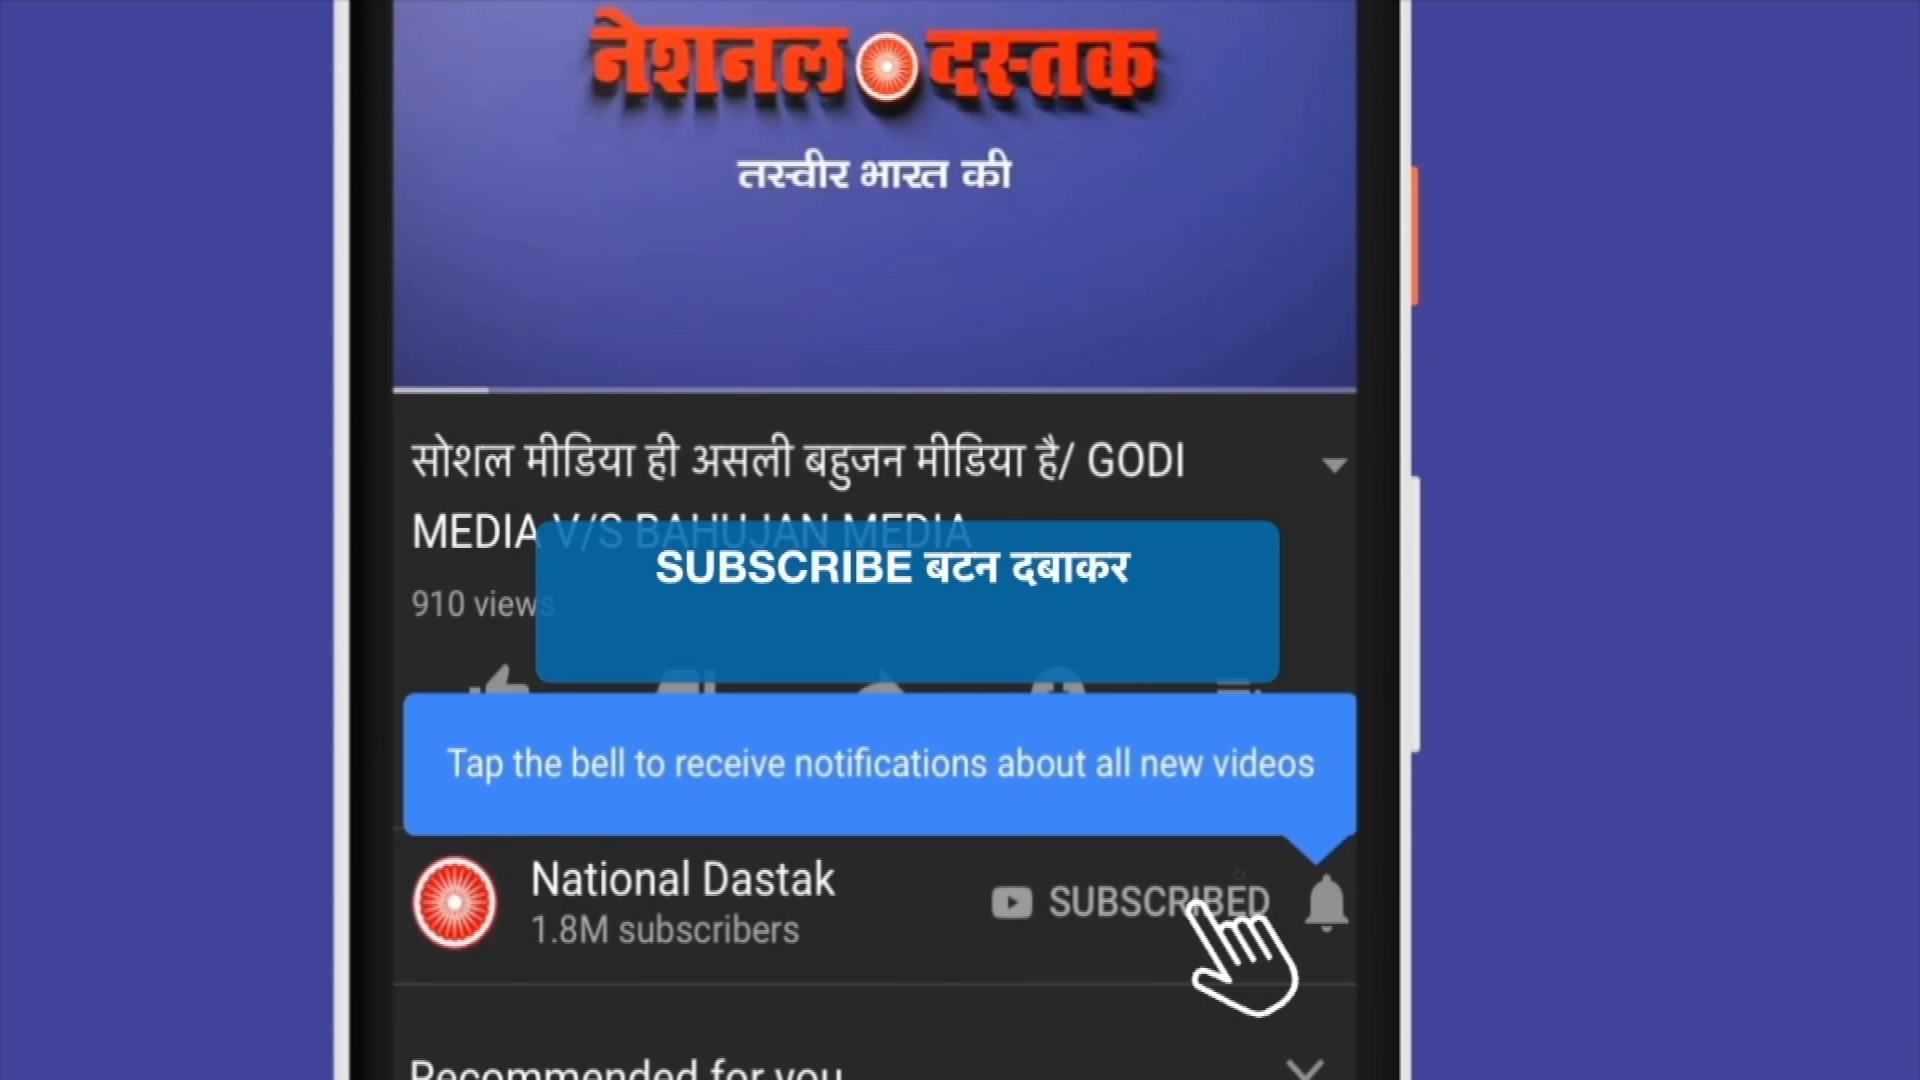 नेशनल दस्तक
तस्वीर भारत की
सोशल मीडिया ही असली बहुजन मीडिया है/ GODI
MEDIA V/S BAHUJAN MEDIA
SUBSCRIBE बटन दबाकर
910 views
Tap the bell to receive notifications about all new videos
National Dastak
SUBSCRIBED
1.8M subscribers
Recommended for you